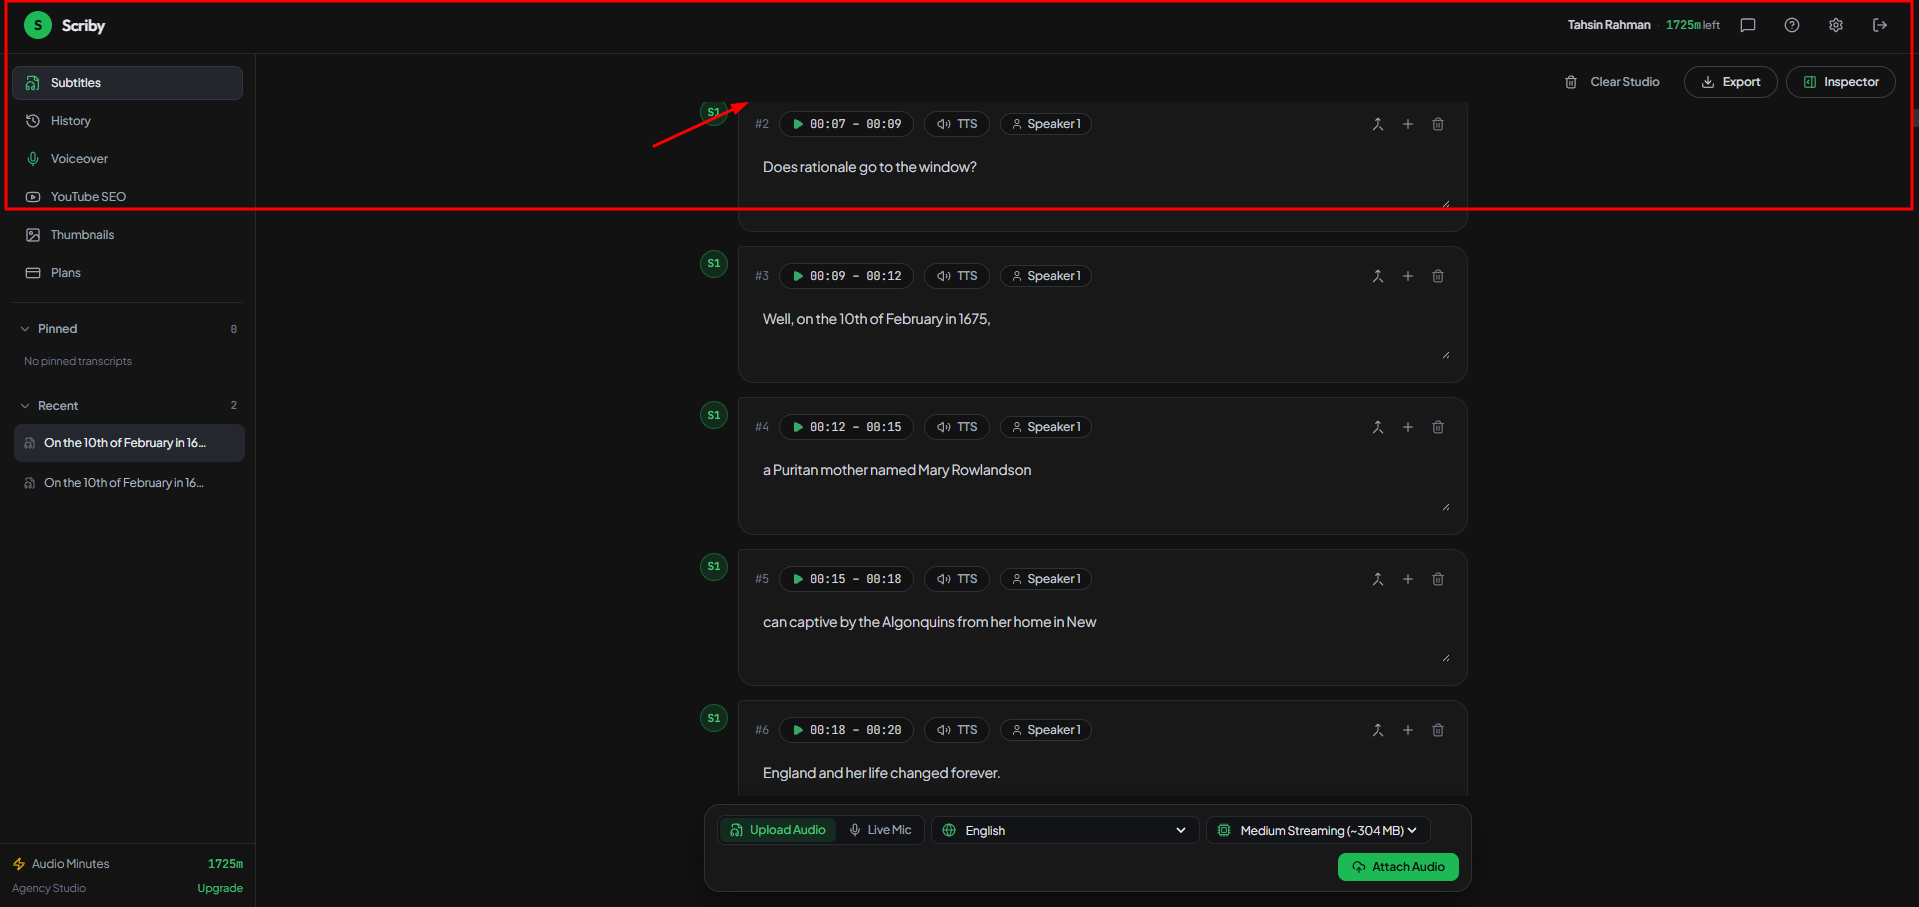 S Scriby
Tahsin Rahman · 1725m left
Subtitles
History
Voiceover
YouTube SEO
Thumbnails
Plans
Pinned 0
No pinned transcripts
Recent 2
On the 10th of February in 16...
On the 10th of February in 16...
Audio Minutes 1725m
Agency Studio Upgrade
Clear Studio Export Inspector
S1 #2 00:07 - 00:09 TTS Speaker 1
Does rationale go to the window?
S1 #3 00:09 - 00:12 TTS Speaker 1
Well, on the 10th of February in 1675,
S1 #4 00:12 - 00:15 TTS Speaker 1
a Puritan mother named Mary Rowlandson
S1 #5 00:15 - 00:18 TTS Speaker 1
can captive by the Algonquins from her home in New
S1 #6 00:18 - 00:20 TTS Speaker 1
England and her life changed forever.
Upload Audio Live Mic English Medium Streaming (~304 MB)
Attach Audio